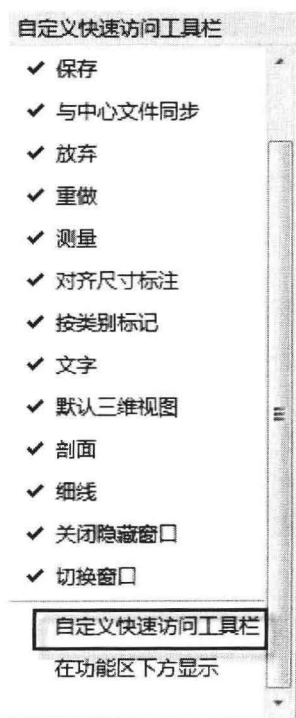 自定义快速访问工具栏
保存
与中心文件同步
放弃
重做
测量
对齐尺寸标注
按类别标记
文字
默认三维视图
剖面
细线
关闭隐藏窗口
切换窗口
自定义快速访问工具栏
在功能区下方显示